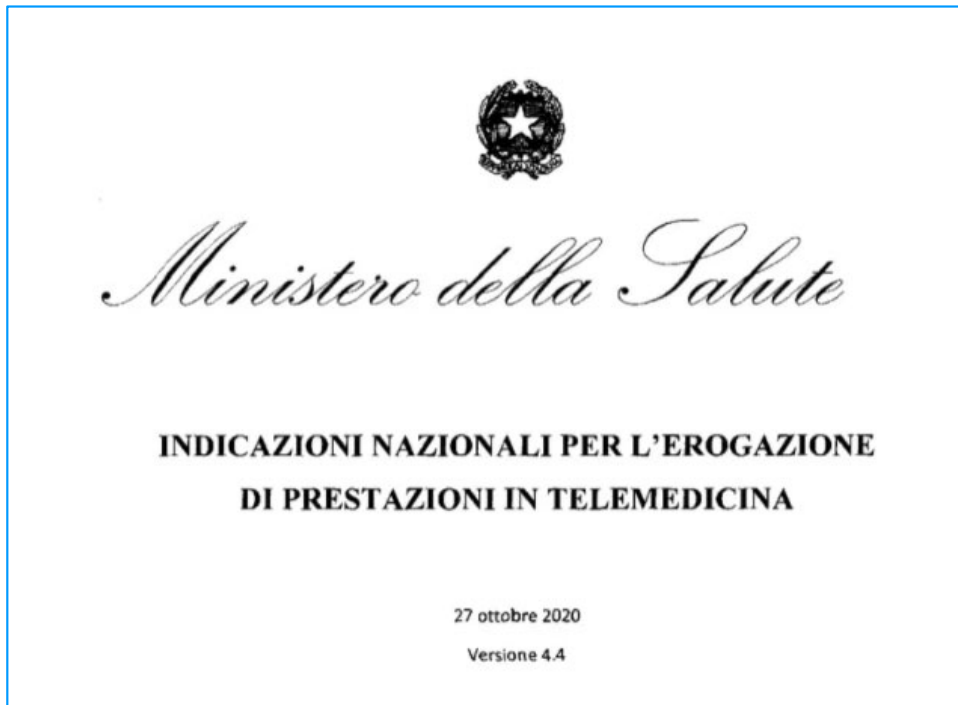 Ministero della Salute
INDICAZIONI NAZIONALI PER L'EROGAZIONE
DI PRESTAZIONI IN TELEMEDICINA
27 ottobre 2020
Versione 4.4